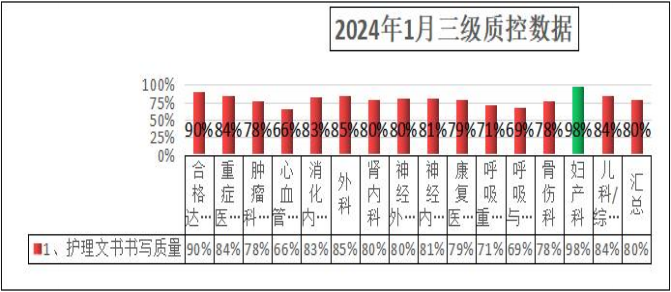 2024年1月三级质控数据
100%
75%
50%
25%
0%
90% 84% 78% 66% 83% 85% 80% 80% 81% 79% 71% 69% 78% 98% 84% 80%
合格达…
重症医…
肿瘤科…
心血管…
消化内…
外科
肾内科
神经外…
神经内…
康复医…
呼吸重…
呼吸与…
骨伤科
妇产科
儿科/综…
汇总
1、护理文书书写质量 90% 84% 78% 66% 83% 85% 80% 80% 81% 79% 71% 69% 78% 98% 84% 80%